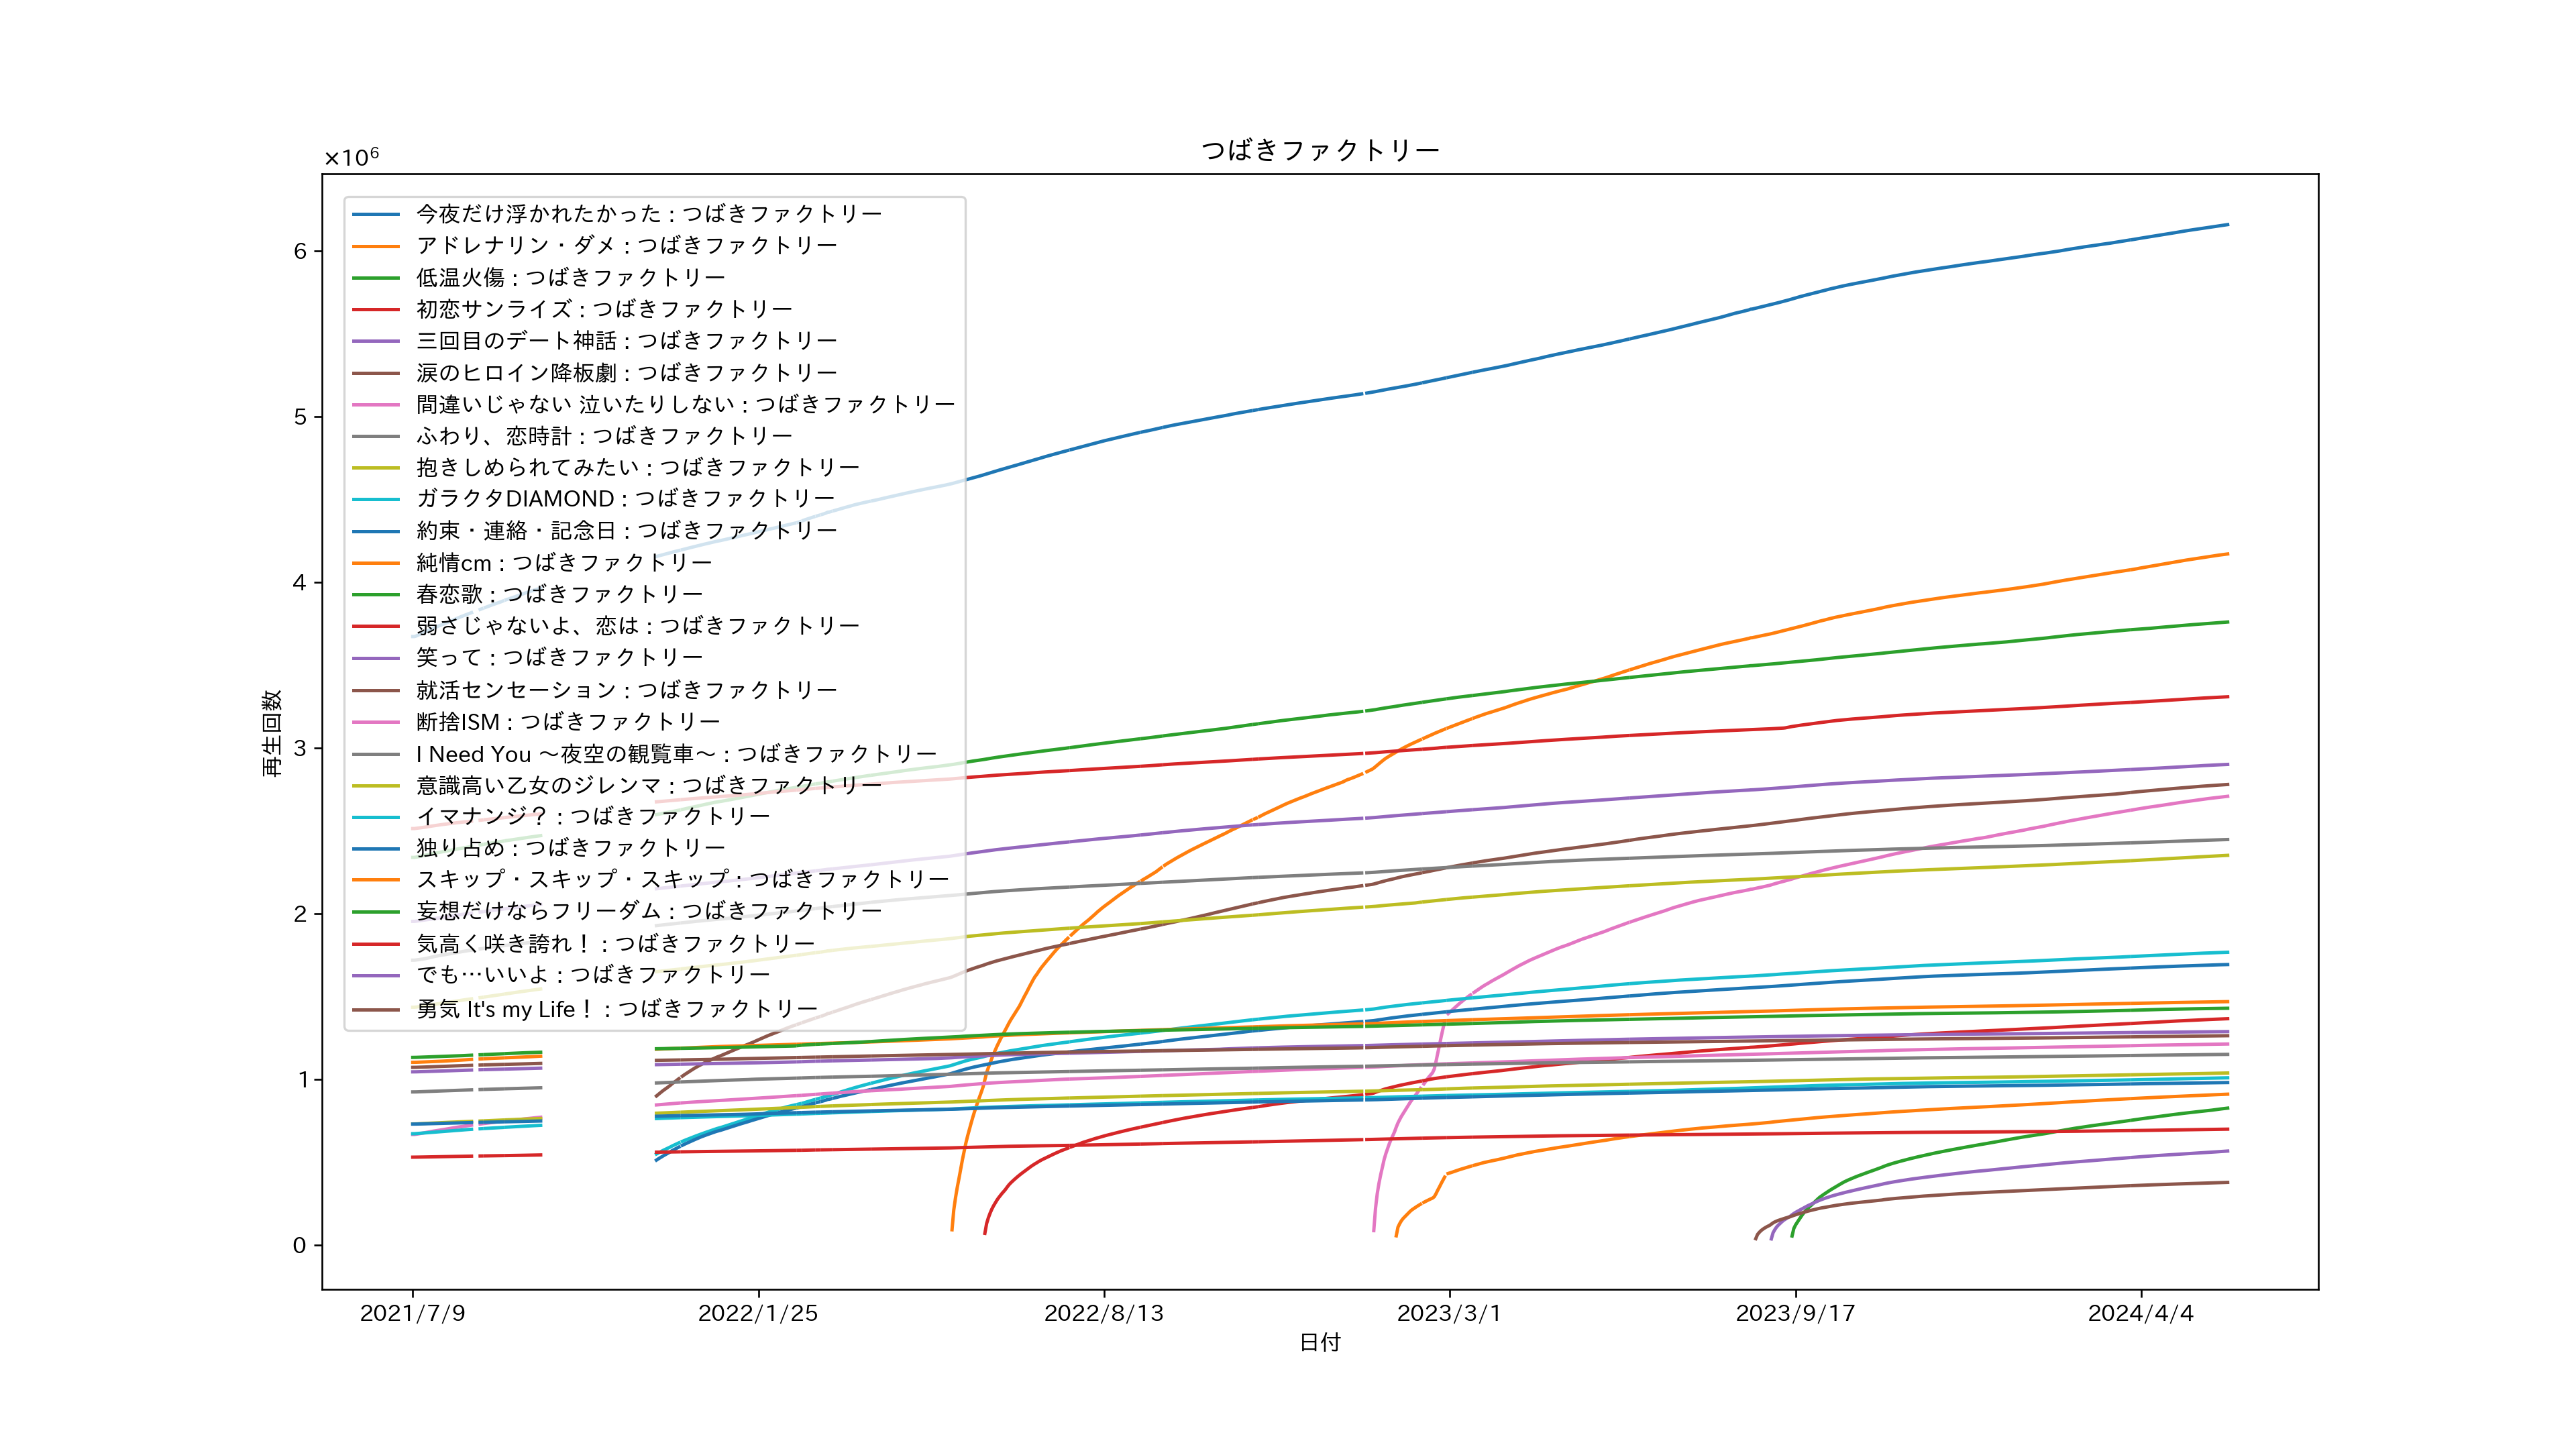 つばきファクトリー
×10⁶
今夜だけ浮かれたかった : つばきファクトリー
アドレナリン・ダメ : つばきファクトリー
低温火傷 : つばきファクトリー
初恋サンライズ : つばきファクトリー
三回目のデート神話 : つばきファクトリー
涙のヒロイン降板劇 : つばきファクトリー
間違いじゃない 泣いたりしない : つばきファクトリー
ふわり、恋時計 : つばきファクトリー
抱きしめられてみたい : つばきファクトリー
ガラクタDIAMOND : つばきファクトリー
約束・連絡・記念日 : つばきファクトリー
純情cm : つばきファクトリー
春恋歌 : つばきファクトリー
弱さじゃないよ、恋は : つばきファクトリー
笑って : つばきファクトリー
就活センセーション : つばきファクトリー
断捨ISM : つばきファクトリー
I Need You 〜夜空の観覧車〜 : つばきファクトリー
意識高い乙女のジレンマ : つばきファクトリー
イマナンジ？ : つばきファクトリー
独り占め : つばきファクトリー
スキップ・スキップ・スキップ : つばきファクトリー
妄想だけならフリーダム : つばきファクトリー
気高く咲き誇れ！ : つばきファクトリー
でも…いいよ : つばきファクトリー
勇気 It's my Life！ : つばきファクトリー
6
5
4
3
2
1
0
再生回数
2021/7/9
2022/1/25
2022/8/13
2023/3/1
2023/9/17
2024/4/4
日付